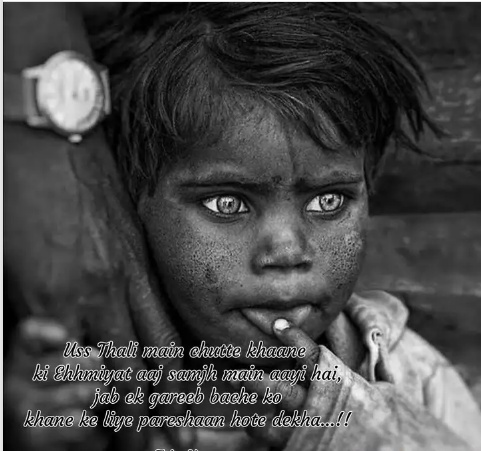 Uss Thali main chutte khaane
ki Ehhmiyat aaj samjh main aayi hai,
jab ek gareeb bache ko
khane ke liye pareshaan hote dekha...!!